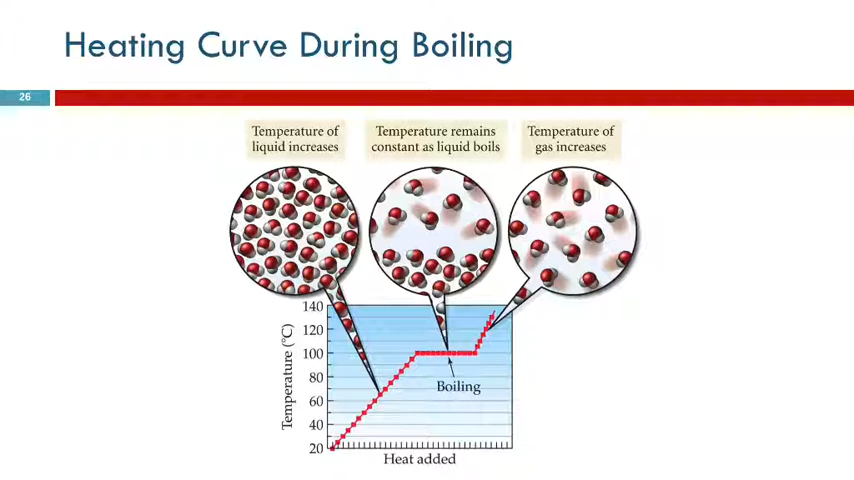 Heating Curve During Boiling
26
Temperature of
liquid increases
Temperature remains
constant as liquid boils
Temperature of
gas increases
140
120
100
80
60
40
20
Temperature (°C)
Boiling
Heat added